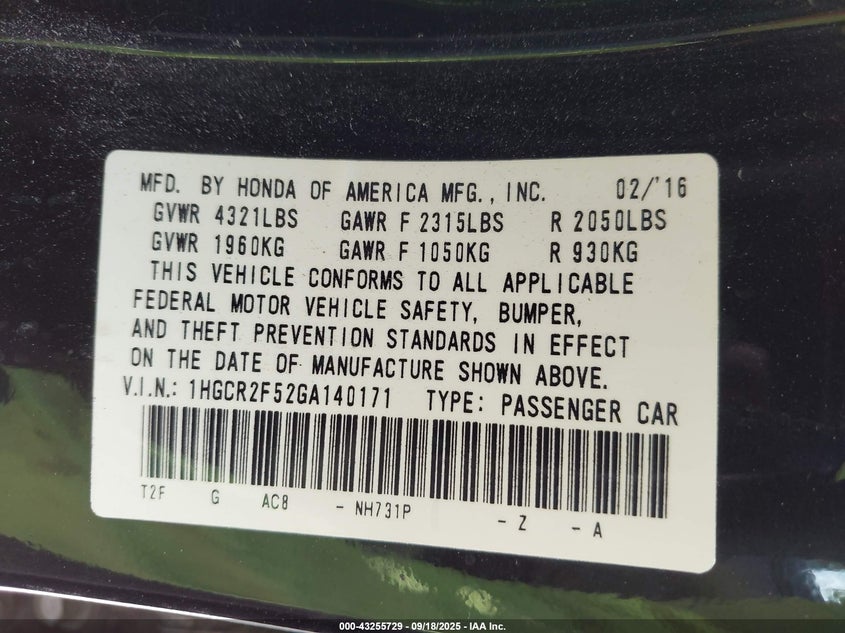 MFD. BY HONDA OF AMERICA MFG., INC. 02/'16
GVWR 4321LBS GAWR F 2315LBS R 2050LBS
GVWR 1960KG GAWR F 1050KG R 930KG
THIS VEHICLE CONFORMS TO ALL APPLICABLE
FEDERAL MOTOR VEHICLE SAFETY, BUMPER,
AND THEFT PREVENTION STANDARDS IN EFFECT
ON THE DATE OF MANUFACTURE SHOWN ABOVE.
V.I.N.: 1HGCR2F52GA140171 TYPE: PASSENGER CAR
T2F G AC8 - NH731P - Z - A
000-43255729 - 09/18/2025 - IAA Inc.